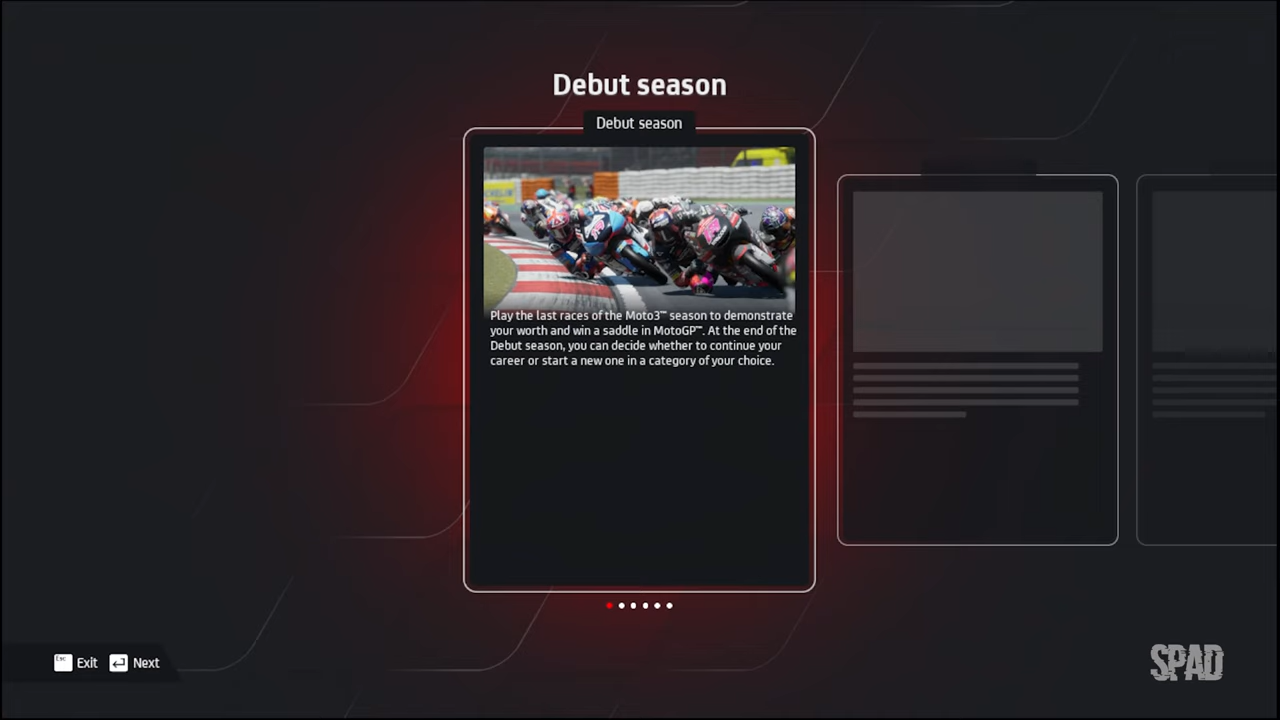 Debut season
Debut season
Play the last races of the Moto3™ season to demonstrate
your worth and win a saddle in MotoGP™. At the end of the
Debut season, you can decide whether to continue your
career or start a new one in a category of your choice.
Esc Exit Next
SPAD